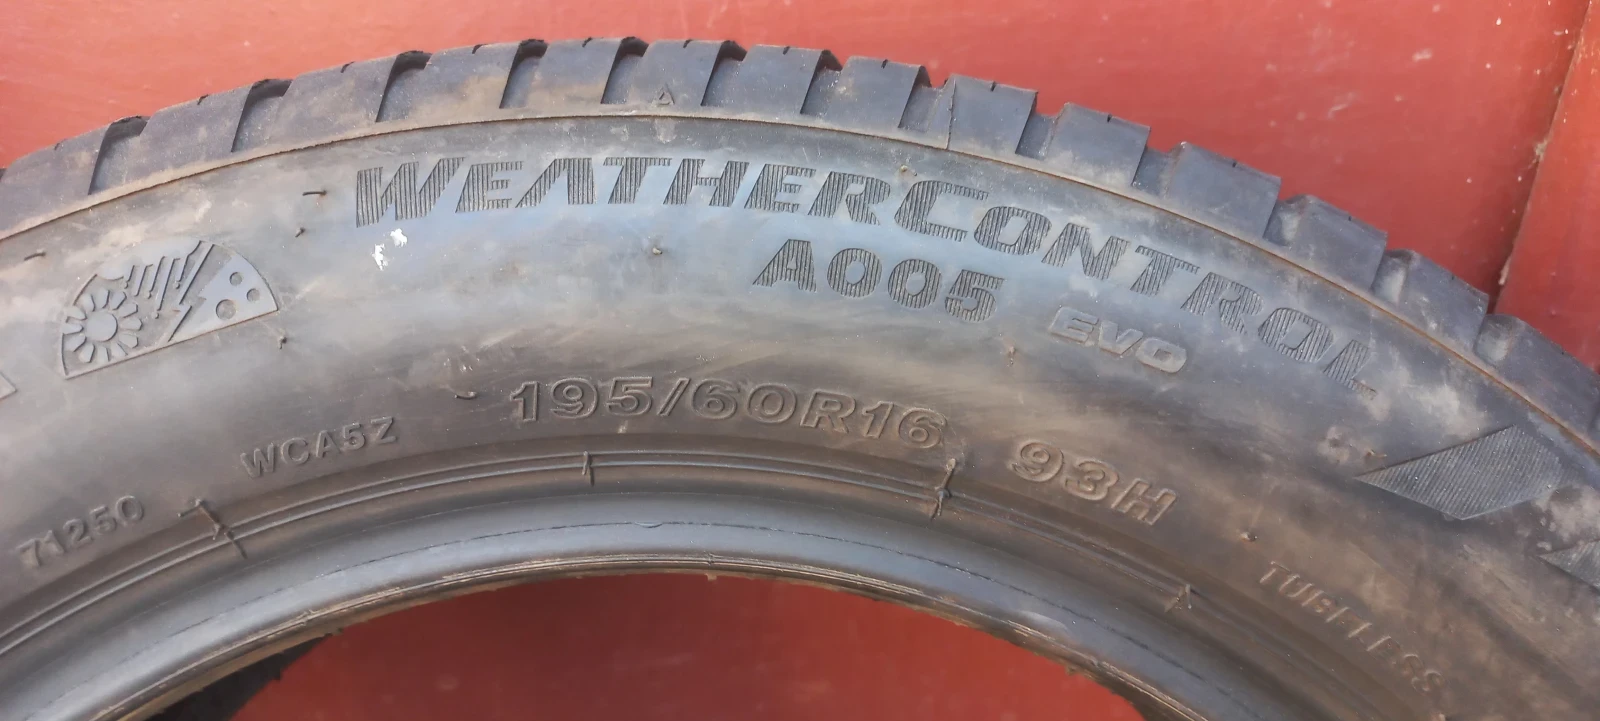 WEATHERCONTROL
A005 EVO
195/60R16 93H
WCA5Z
71250
TUBELESS